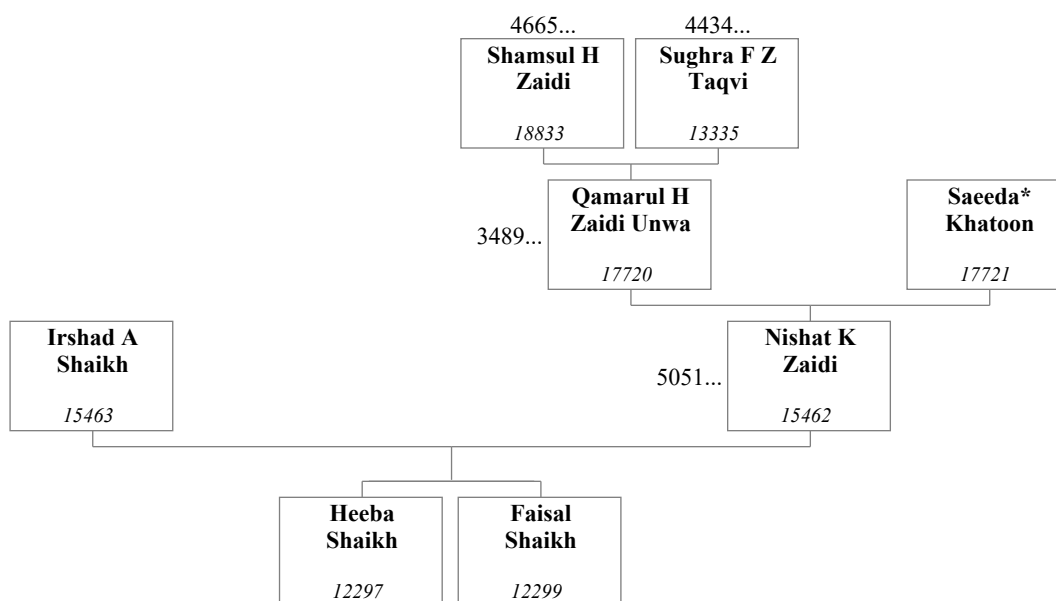 4665...
4434...
Shamsul H
Zaidi
18833
Sughra F Z
Taqvi
13335
3489...
Qamarul H
Zaidi Unwa
17720
Saeeda*
Khatoon
17721
Irshad A
Shaikh
15463
5051...
Nishat K
Zaidi
15462
Heeba
Shaikh
12297
Faisal
Shaikh
12299